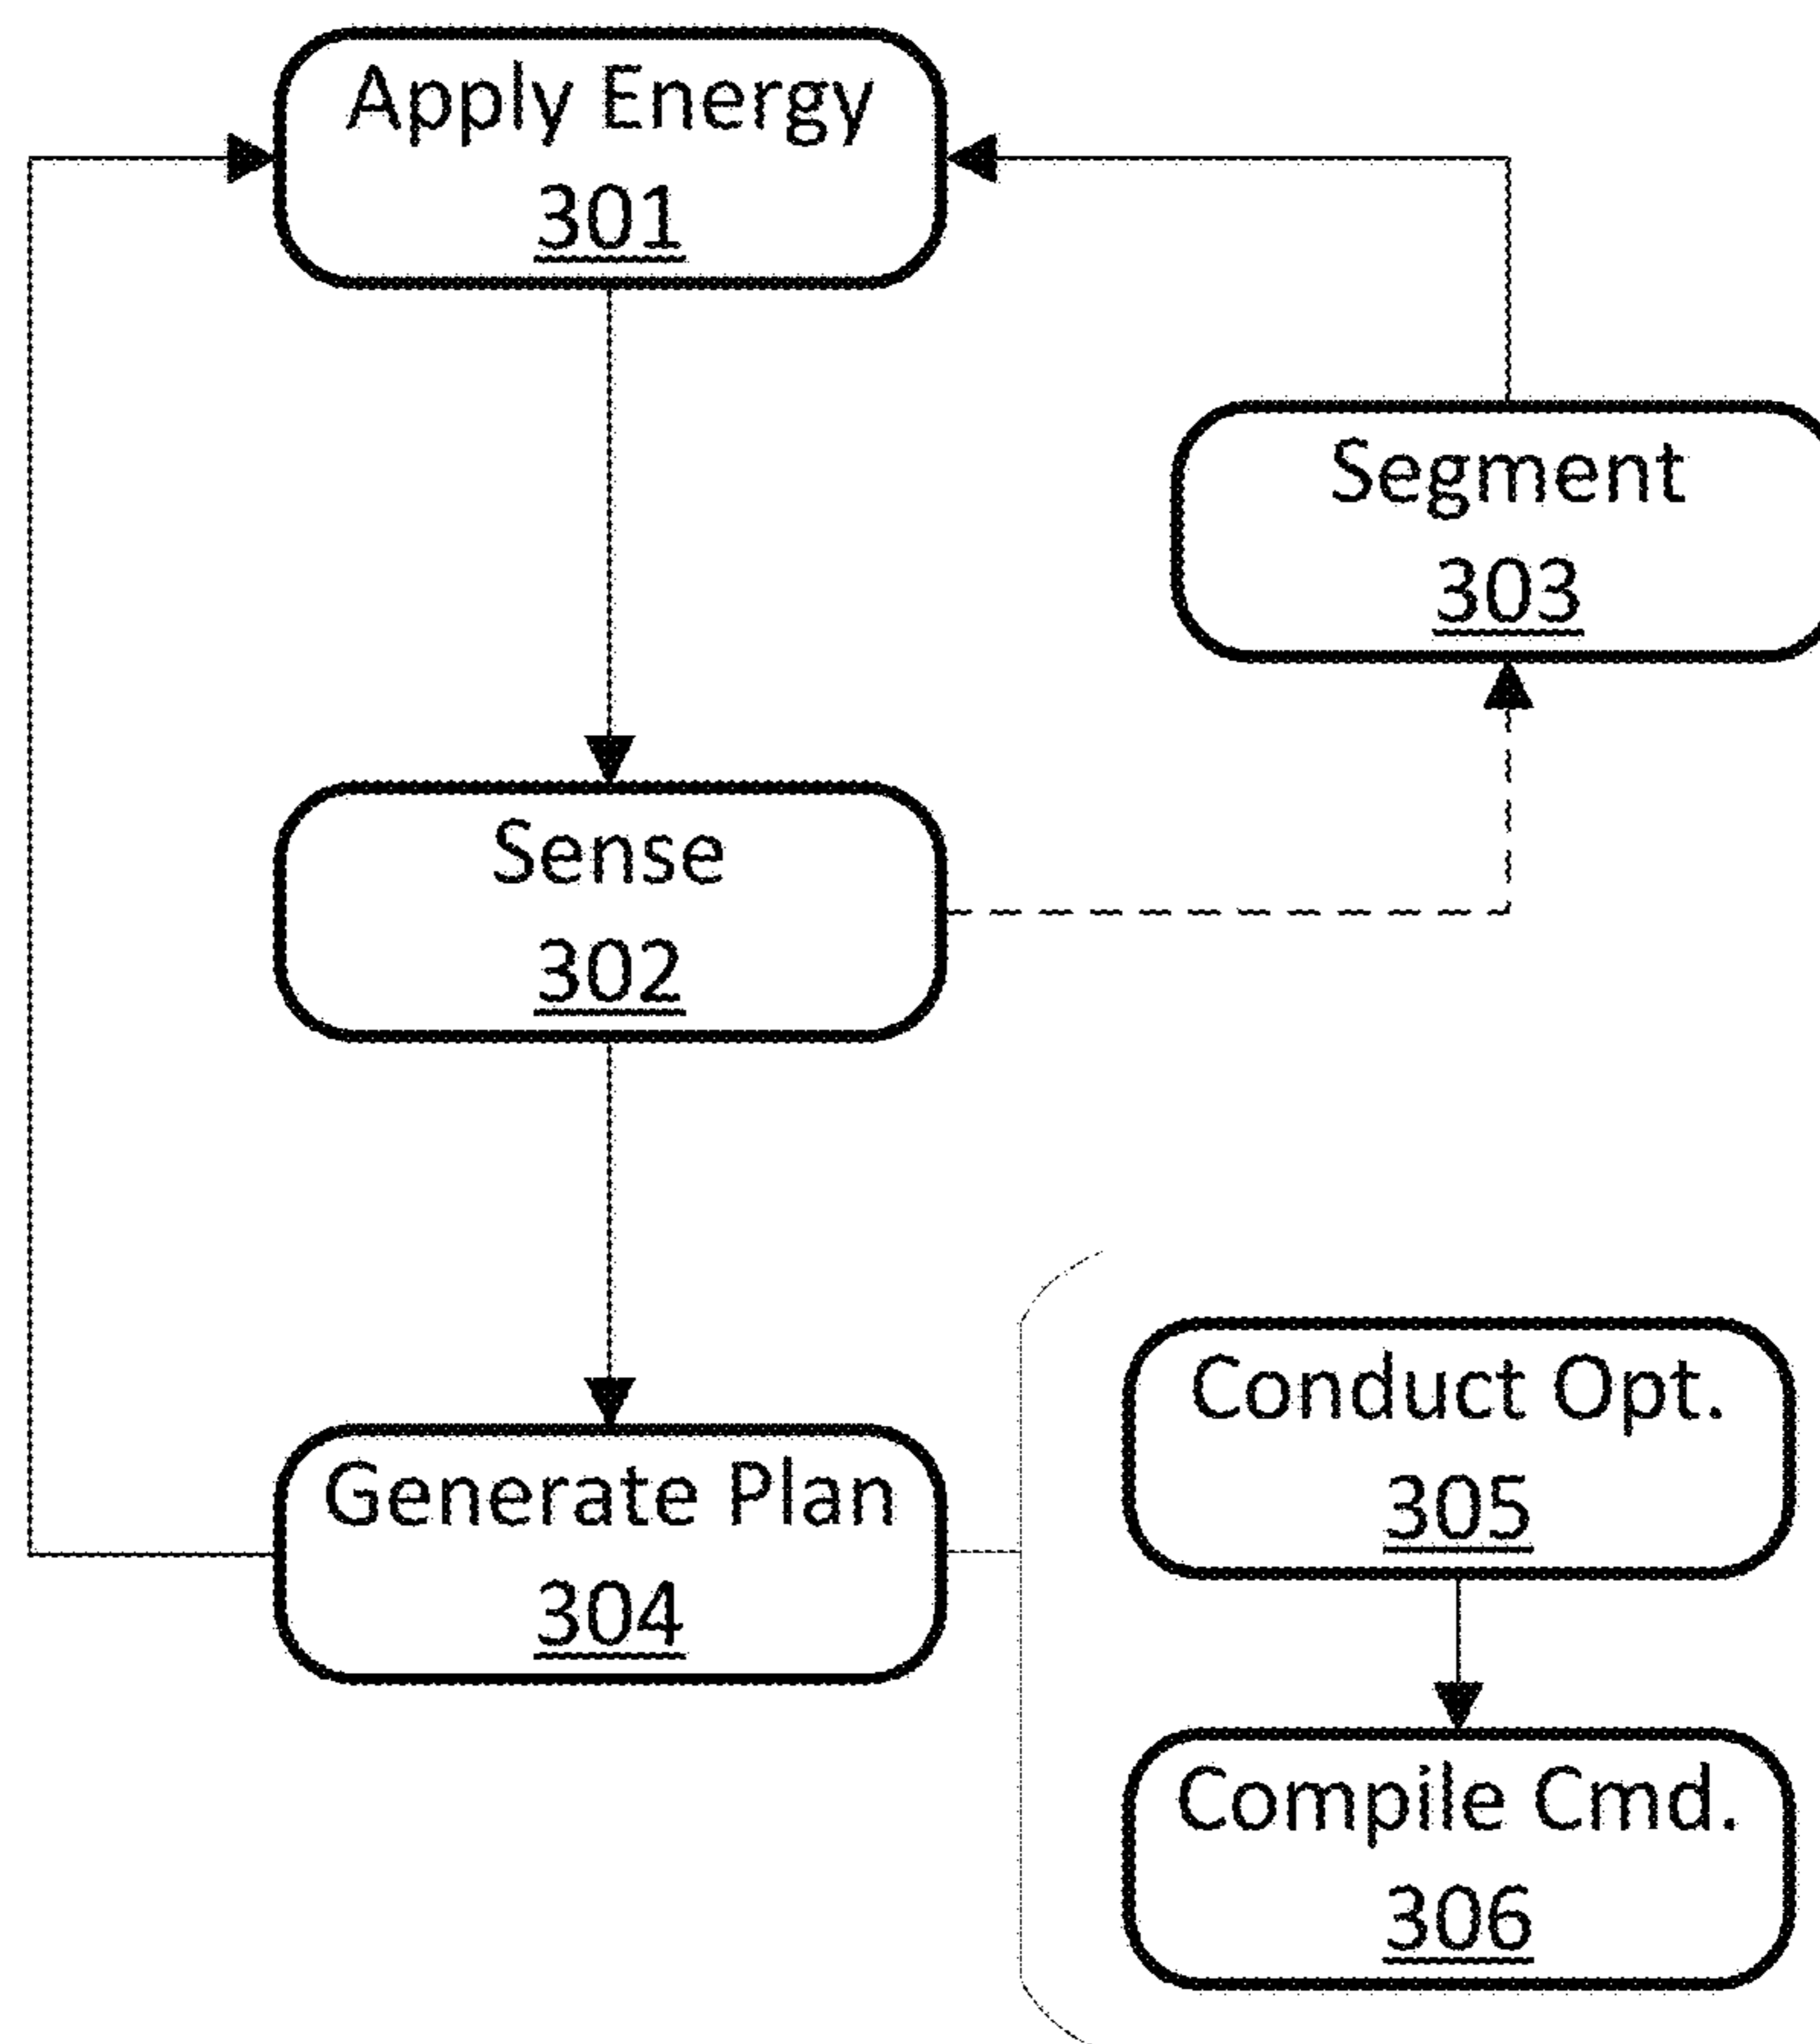 Apply Energy
301
Segment
303
Sense
302
Generate Plan
304
Conduct Opt.
305
Compile Cmd.
306